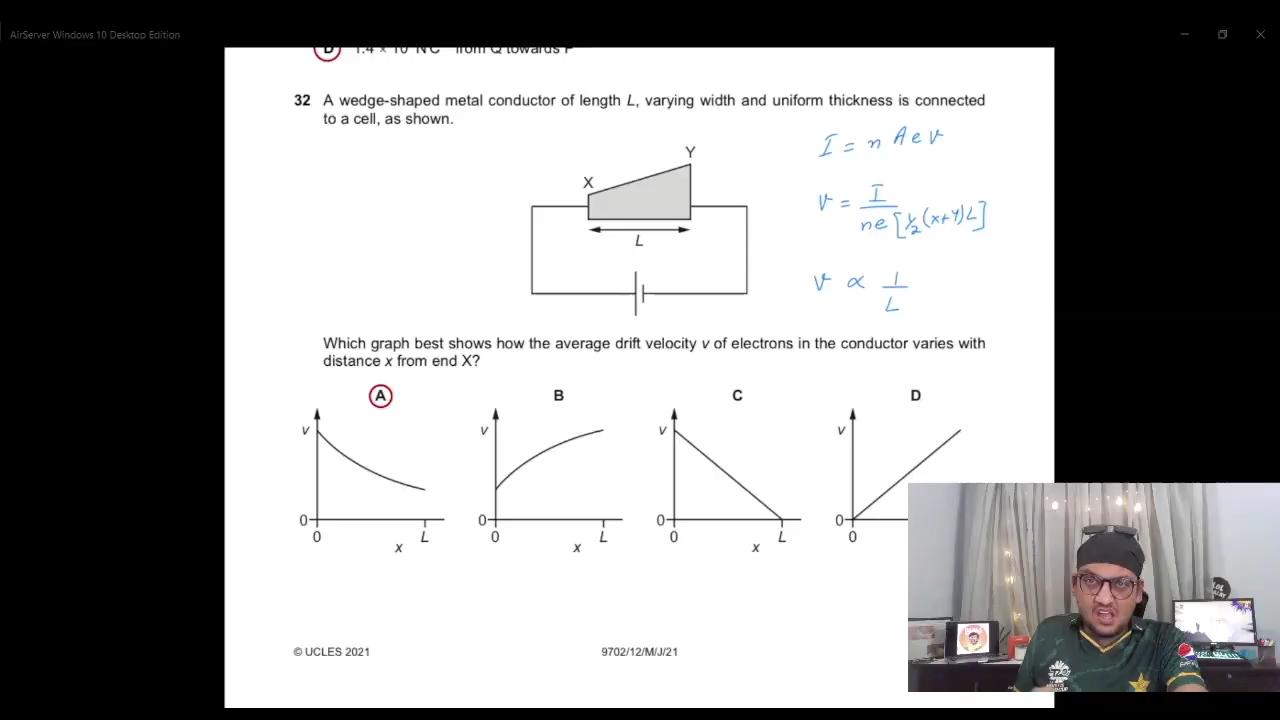 AirServer Windows 10 Desktop Edition
D from Q towards P
32 A wedge-shaped metal conductor of length L, varying width and uniform thickness is connected
to a cell, as shown.
I = n A e v
Y
X
v = I / ne [½(x+y)L]
L
v ∝ 1 / L
Which graph best shows how the average drift velocity v of electrons in the conductor varies with
distance x from end X?
A B C D
v v v v
0 0 0 0
0 L 0 L 0 L 0
x x x
© UCLES 2021 9702/12/M/J/21